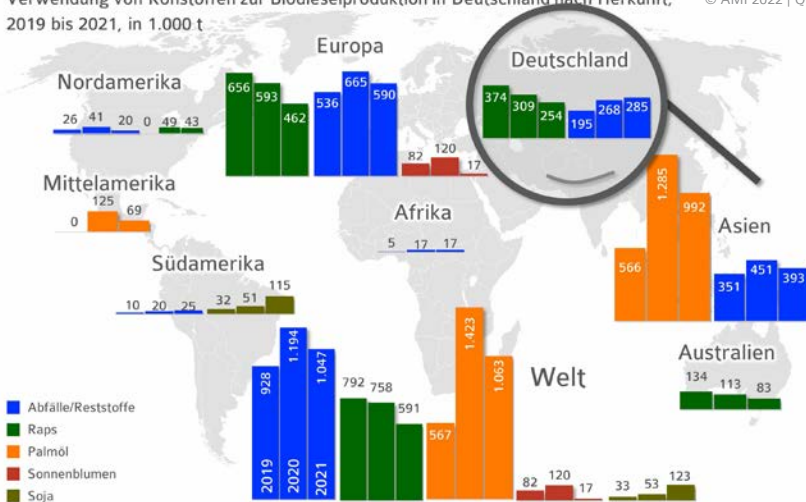 Verwendung von Rohstoffen zur Biodieselproduktion in Deutschland nach Herkunft,
2019 bis 2021, in 1.000 t
© AMI 2022 | Q
Nordamerika
26 41 20 0 49 43
Europa
656 593 462 536 665 590
82 120 17
Deutschland
374 309 254 195 268 285
Mittelamerika
0 125 69
Afrika
5 17 17
Asien
566 1.285 992 351 451 393
Südamerika
10 20 25 32 51 115
Australien
134 113 83
Welt
928 1.194 1.047 792 758 591 567 1.423 1.063 82 120 17 33 53 123
2019 2020 2021
Abfälle/Reststoffe
Raps
Palmöl
Sonnenblumen
Soja